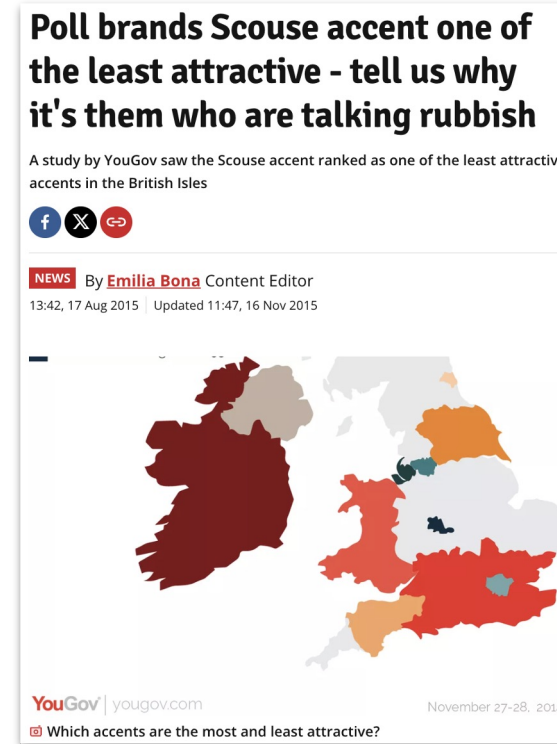 Poll brands Scouse accent one of
the least attractive - tell us why
it's them who are talking rubbish
A study by YouGov saw the Scouse accent ranked as one of the least attractiv
accents in the British Isles
NEWS By Emilia Bona Content Editor
13:42, 17 Aug 2015 Updated 11:47, 16 Nov 2015
YouGov yougov.com
November 27-28, 201
Which accents are the most and least attractive?